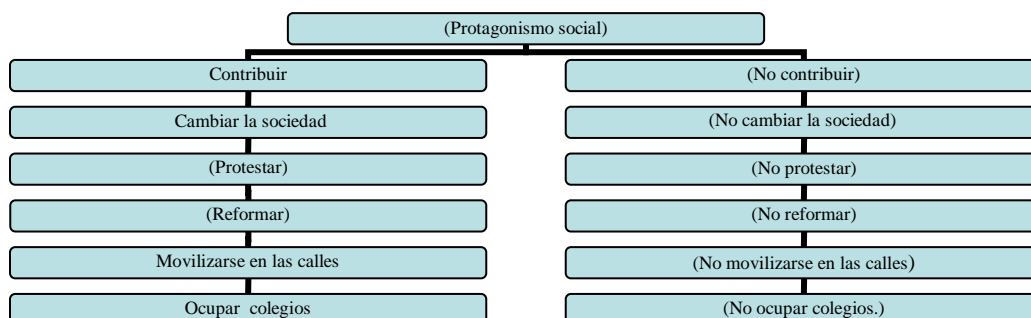 (Protagonismo social)
Contribuir
(No contribuir)
Cambiar la sociedad
(No cambiar la sociedad)
(Protestar)
(No protestar)
(Reformar)
(No reformar)
Movilizarse en las calles
(No movilizarse en las calles)
Ocupar colegios
(No ocupar colegios.)